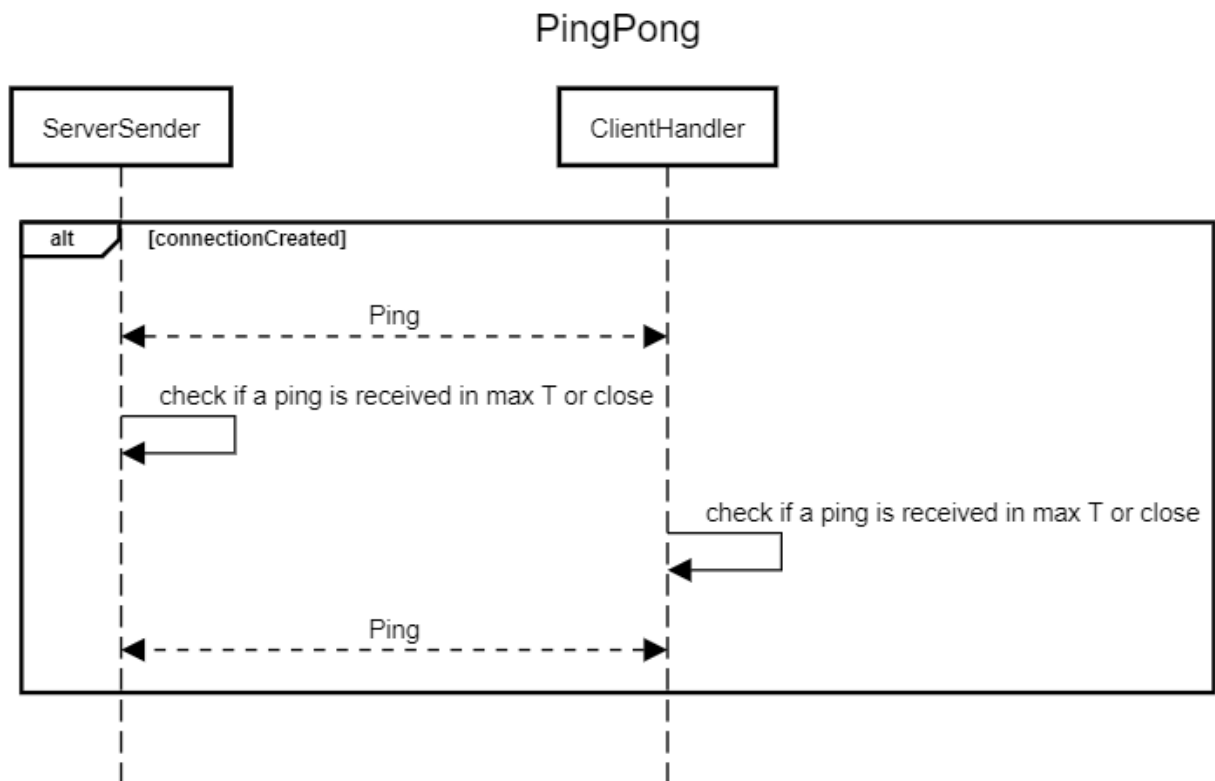 PingPong
ServerSender
ClientHandler
alt
[connectionCreated]
Ping
check if a ping is received in max T or close
check if a ping is received in max T or close
Ping